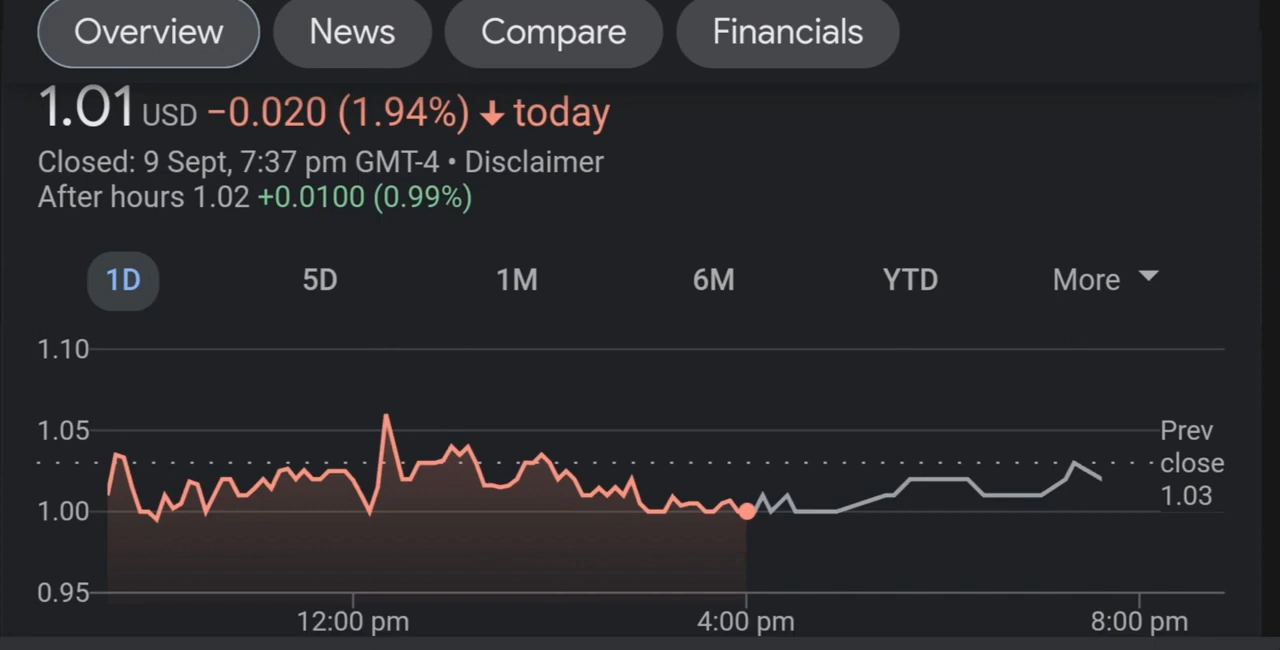 Overview News Compare Financials
1.01 USD −0.020 (1.94%) ↓ today
Closed: 9 Sept, 7:37 pm GMT-4 • Disclaimer
After hours 1.02 +0.0100 (0.99%)
1D 5D 1M 6M YTD More
1.10
1.05
1.00
0.95
Prev
close
1.03
12:00 pm 4:00 pm 8:00 pm